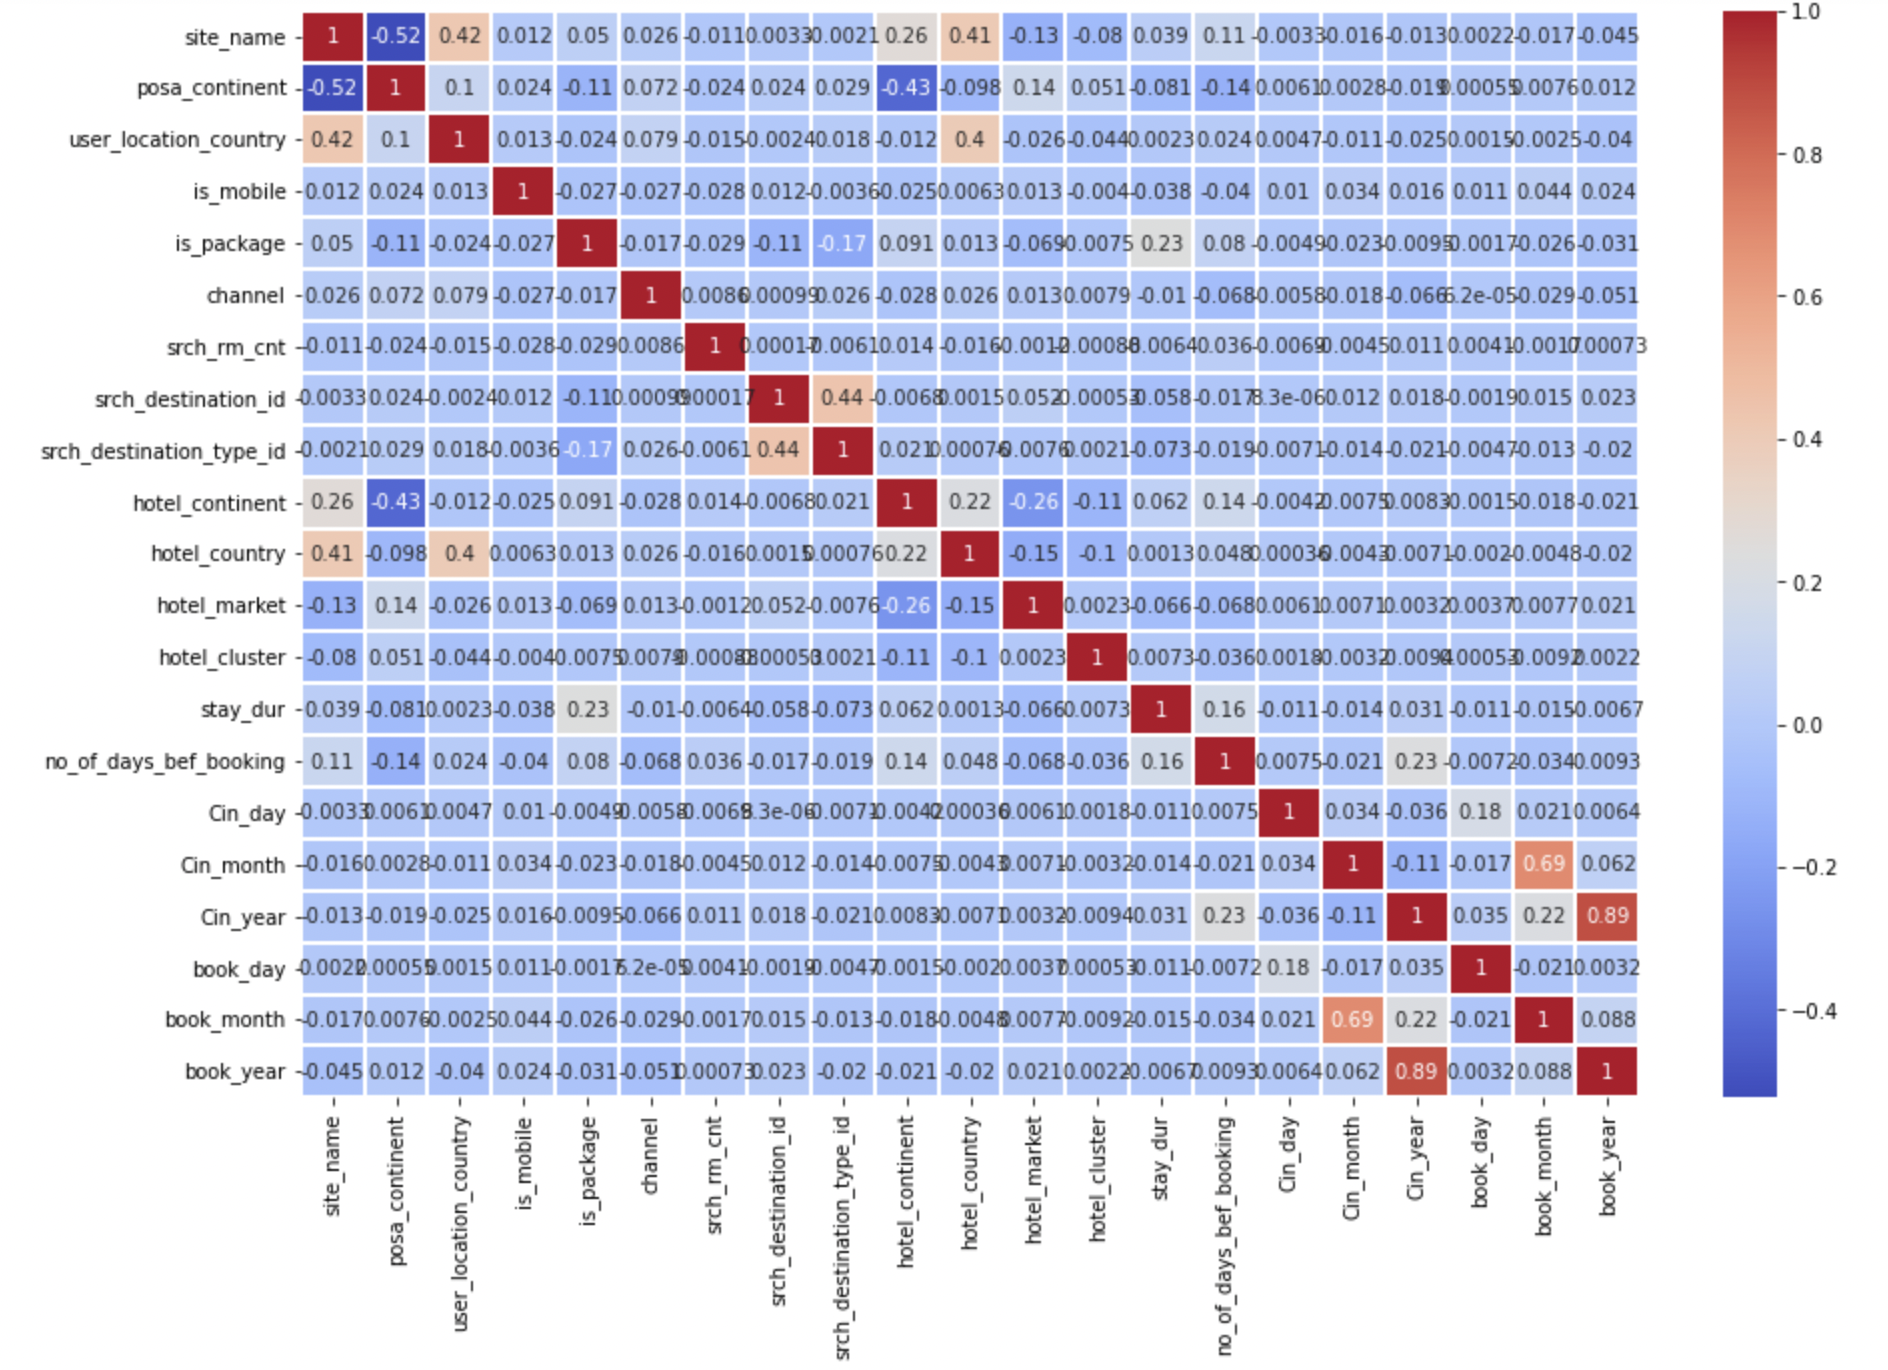 site_name 1 -0.52 0.42 0.012 0.05 0.026 -0.011 0.0033 -0.0021 0.26 0.41 -0.13 -0.08 0.039 0.11 -0.0033 -0.016 -0.013 -0.0022 -0.017 -0.045
posa_continent -0.52 1 0.1 0.024 -0.11 0.072 -0.024 0.024 0.029 -0.43 -0.098 0.14 0.051 -0.081 -0.14 0.0061 0.0028 -0.019 0.00055 0.0076 0.012
user_location_country 0.42 0.1 1 0.013 -0.024 0.079 -0.015 -0.0024 0.018 -0.012 0.4 -0.026 -0.044 0.0023 0.024 0.0047 -0.011 -0.025 0.0015 -0.0025 -0.04
is_mobile 0.012 0.024 0.013 1 -0.027 -0.027 -0.028 0.012 -0.0036 -0.025 0.0063 0.013 -0.004 -0.038 -0.04 0.01 0.034 0.016 0.011 0.044 0.024
is_package 0.05 -0.11 -0.024 -0.027 1 -0.017 -0.029 -0.11 -0.17 0.091 0.013 -0.069 0.0075 0.23 0.08 -0.0049 -0.023 -0.0095 -0.0017 -0.026 -0.031
channel 0.026 0.072 0.079 -0.027 -0.017 1 0.0086 0.00099 0.026 -0.028 0.026 0.013 0.0079 -0.01 -0.068 -0.0058 -0.018 -0.066 6.2e-05 -0.029 -0.051
srch_rm_cnt -0.011 -0.024 -0.015 -0.028 -0.029 0.0086 1 0.00017 -0.0061 0.014 -0.016 -0.0012 0.036 0.011 -0.0017
srch_destination_id 0.024 -0.0024 0.012 -0.11 0.00099 0.00017 1 0.44 -0.0068 0.0015 0.052 -0.00053 -0.058 -0.017 8.3e-06 0.012 0.018 -0.0019 0.015 0.023
srch_destination_type_id -0.0021 0.029 0.018 -0.0036 -0.17 0.026 -0.0061 0.44 1 0.021 0.00076 -0.0076 0.0021 -0.073 -0.019 -0.0071 -0.014 -0.021 -0.0047 -0.013 -0.02
hotel_continent 0.26 -0.43 -0.012 -0.025 0.091 -0.028 0.014 -0.0068 0.021 1 0.22 -0.26 -0.11 0.062 0.14 -0.0042 0.0083 -0.0015 -0.018 -0.021
hotel_country 0.41 -0.098 0.4 0.0063 0.013 0.026 -0.016 0.0015 0.00076 0.22 1 -0.15 -0.1 0.0013 0.048 0.00036 -0.0043 -0.0071 -0.002 -0.0048 -0.02
hotel_market -0.13 0.14 -0.026 0.013 -0.069 0.013 -0.0012 0.052 -0.0076 -0.26 -0.15 1 0.0023 -0.066 -0.068 0.0061 0.0071 0.0032 0.0037 0.0077 0.021
hotel_cluster -0.08 0.051 -0.044 -0.004 0.0075 0.0079 0.0021 -0.11 -0.1 0.0023 1 0.0073 -0.036 0.0018 -0.0032 0.00053 -0.0092 0.0022
stay_dur 0.039 -0.081 0.0023 -0.038 0.23 -0.01 -0.0064 -0.058 -0.073 0.062 0.0013 -0.066 0.0073 1 0.16 -0.011 -0.014 0.031 -0.011 -0.015 -0.0067
no_of_days_bef_booking 0.11 -0.14 0.024 -0.04 0.08 -0.068 0.036 -0.017 -0.019 0.14 0.048 -0.068 -0.036 0.16 1 0.0075 -0.021 0.23 -0.0072 -0.034 0.0093
Cin_day -0.0033 0.0061 0.0047 0.01 -0.0049 -0.0058 -0.0069 8.3e-06 -0.0071 -0.0042 0.00036 0.0061 0.0018 -0.011 0.0075 1 0.034 -0.036 0.18 0.021 0.0064
Cin_month -0.016 0.0028 -0.011 0.034 -0.023 -0.018 -0.0045 0.012 -0.014 -0.0043 0.0071 -0.0032 -0.014 -0.021 0.034 1 -0.11 -0.017 0.69 0.062
Cin_year -0.013 -0.019 -0.025 0.016 -0.0095 -0.066 0.011 0.018 -0.021 0.0083 -0.0071 0.0032 -0.0094 0.031 0.23 -0.036 -0.11 1 0.035 0.22 0.89
book_day 0.00055 0.0015 0.011 -0.0017 6.2e-05 0.0041 -0.0019 -0.0047 -0.0015 -0.002 0.0037 0.00053 -0.011 -0.0072 0.18 -0.017 0.035 1 -0.021 0.0032
book_month -0.017 0.0076 -0.0025 0.044 -0.026 -0.029 -0.0017 0.015 -0.013 -0.018 -0.0048 0.0077 -0.0092 -0.015 -0.034 0.021 0.69 0.22 -0.021 1 0.088
book_year -0.045 0.012 -0.04 0.024 -0.031 -0.051 0.00073 0.023 -0.02 -0.021 -0.02 0.021 0.0022 -0.0067 0.0093 0.0064 0.062 0.89 0.0032 0.088 1
site_name posa_continent user_location_country is_mobile is_package channel srch_rm_cnt srch_destination_id srch_destination_type_id hotel_continent hotel_country hotel_market hotel_cluster stay_dur no_of_days_bef_booking Cin_day Cin_month Cin_year book_day book_month book_year
1.0
0.8
0.6
0.4
0.2
0.0
−0.2
−0.4